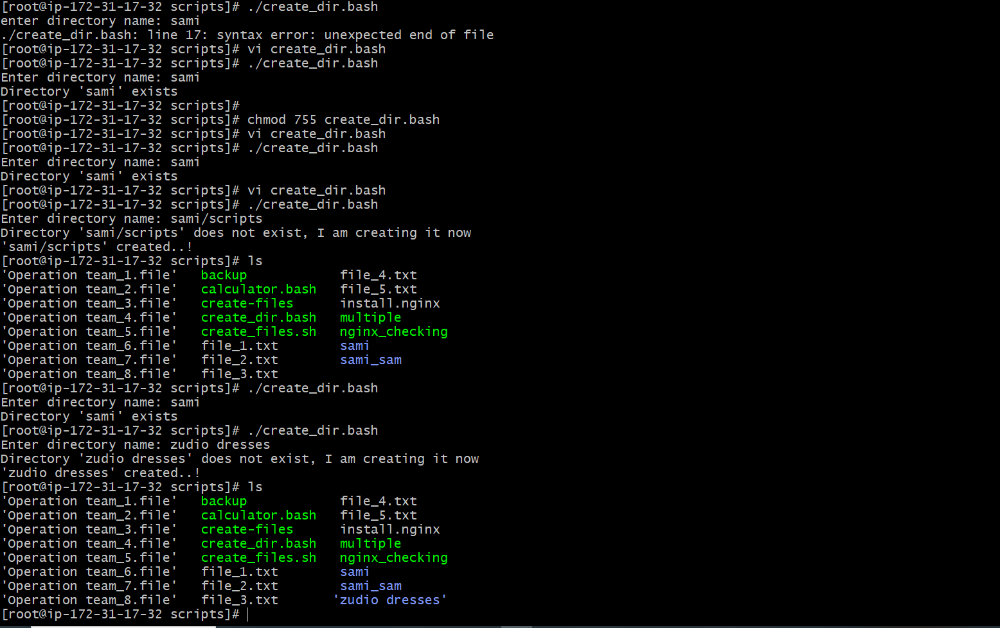 [root@ip-172-31-17-32 scripts]# ./create_dir.bash
enter directory name: sami
./create_dir.bash: line 17: syntax error: unexpected end of file
[root@ip-172-31-17-32 scripts]# vi create_dir.bash
[root@ip-172-31-17-32 scripts]# ./create_dir.bash
Enter directory name: sami
Directory 'sami' exists
[root@ip-172-31-17-32 scripts]#
[root@ip-172-31-17-32 scripts]# chmod 755 create_dir.bash
[root@ip-172-31-17-32 scripts]# vi create_dir.bash
[root@ip-172-31-17-32 scripts]# ./create_dir.bash
Enter directory name: sami
Directory 'sami' exists
[root@ip-172-31-17-32 scripts]# vi create_dir.bash
[root@ip-172-31-17-32 scripts]# ./create_dir.bash
Enter directory name: sami/scripts
Directory 'sami/scripts' does not exist, I am creating it now
'sami/scripts' created..!
[root@ip-172-31-17-32 scripts]# ls
'Operation team_1.file'   backup            file_4.txt
'Operation team_2.file'   calculator.bash   file_5.txt
'Operation team_3.file'   create-files      install.nginx
'Operation team_4.file'   create_dir.bash   multiple
'Operation team_5.file'   create_files.sh   nginx_checking
'Operation team_6.file'   file_1.txt        sami
'Operation team_7.file'   file_2.txt        sami_sam
'Operation team_8.file'   file_3.txt
[root@ip-172-31-17-32 scripts]# ./create_dir.bash
Enter directory name: sami
Directory 'sami' exists
[root@ip-172-31-17-32 scripts]# ./create_dir.bash
Enter directory name: zudio dresses
Directory 'zudio dresses' does not exist, I am creating it now
'zudio dresses' created..!
[root@ip-172-31-17-32 scripts]# ls
'Operation team_1.file'   backup            file_4.txt
'Operation team_2.file'   calculator.bash   file_5.txt
'Operation team_3.file'   create-files      install.nginx
'Operation team_4.file'   create_dir.bash   multiple
'Operation team_5.file'   create_files.sh   nginx_checking
'Operation team_6.file'   file_1.txt        sami
'Operation team_7.file'   file_2.txt        sami_sam
'Operation team_8.file'   file_3.txt       'zudio dresses'
[root@ip-172-31-17-32 scripts]#